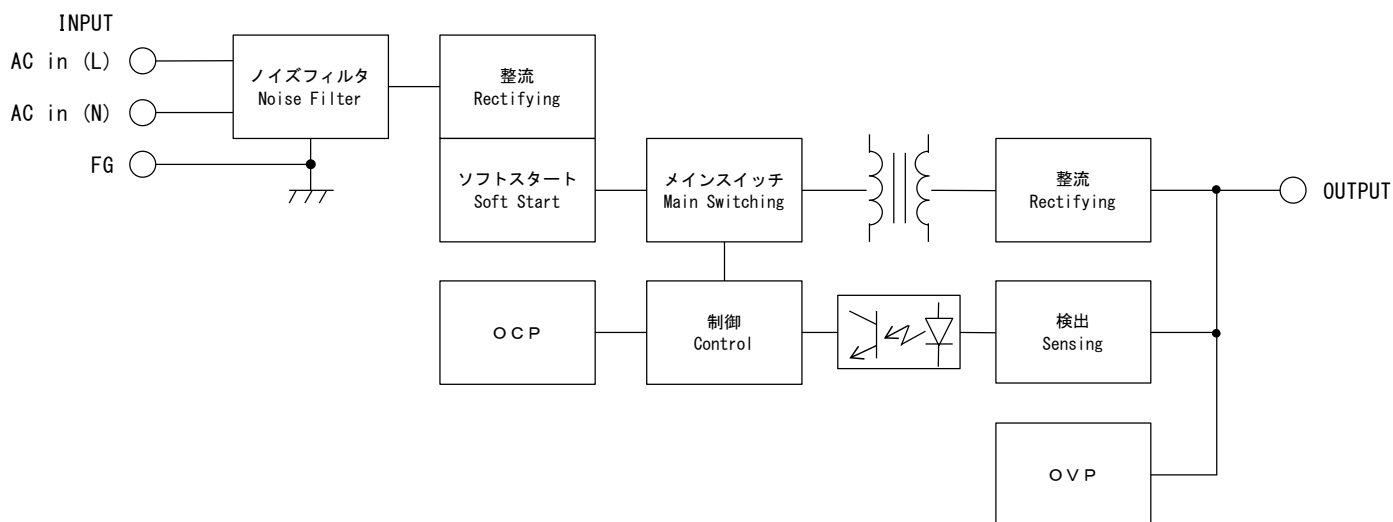 INPUT
AC in (L)
AC in (N)
FG
ノイズフィルタ
Noise Filter
整流
Rectifying
ソフトスタート
Soft Start
メインスイッチ
Main Switching
整流
Rectifying
OUTPUT
ＯＣＰ
制御
Control
検出
Sensing
ＯＶＰ